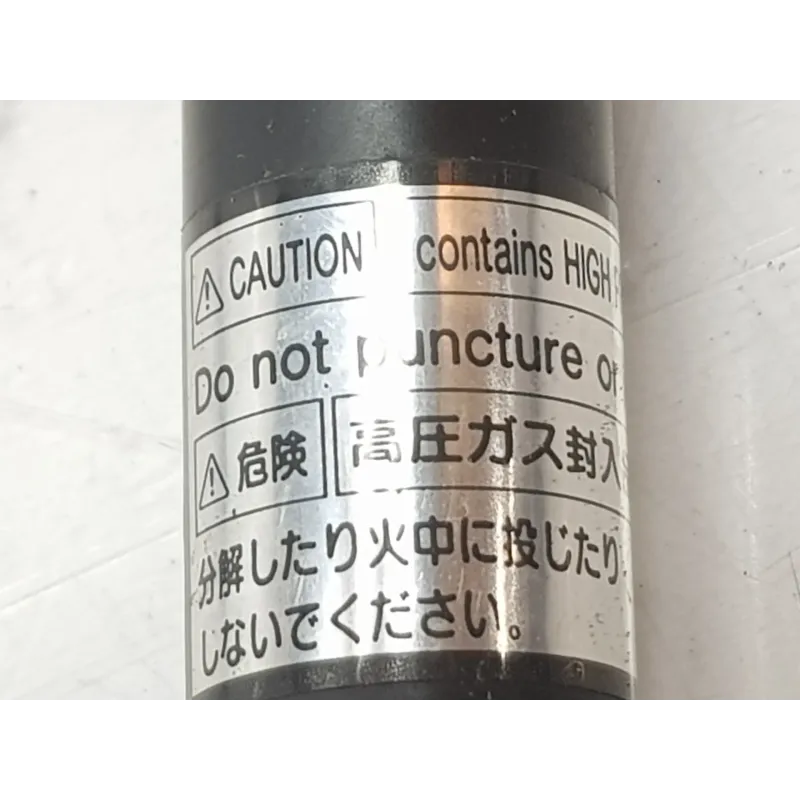 ⚠ CAUTION contains HIGH
Do not puncture or
⚠ 危険 高圧ガス封入
分解したり火中に投じたり
しないでください。